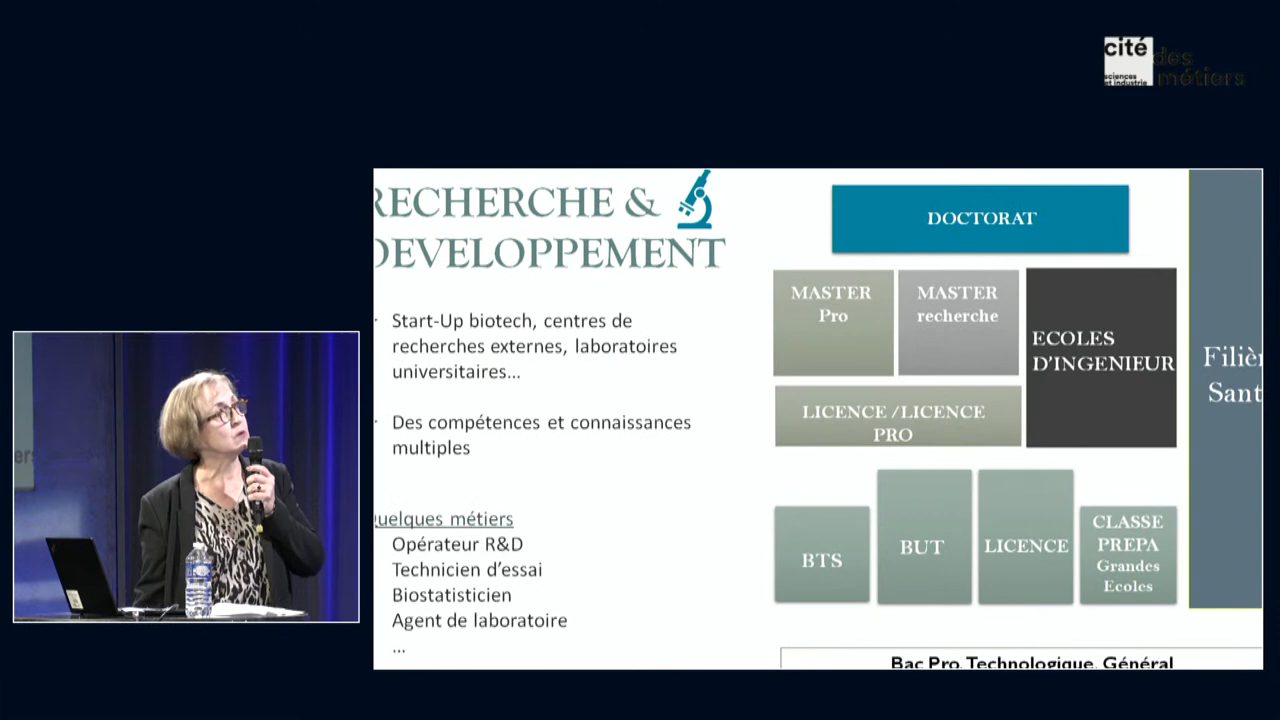 cité
des
métiers
sciences
et industrie
RECHERCHE &
DEVELOPPEMENT
Start-Up biotech, centres de
recherches externes, laboratoires
universitaires...
Des compétences et connaissances
multiples
Quelques métiers
Opérateur R&D
Technicien d'essai
Biostatisticien
Agent de laboratoire
...
DOCTORAT
MASTER
Pro
MASTER
recherche
ECOLES
D'INGENIEUR
LICENCE /LICENCE
PRO
BTS
BUT
LICENCE
CLASSE
PREPA
Grandes
Ecoles
Filièr
Sant
Bac Pro, Technologique, Général